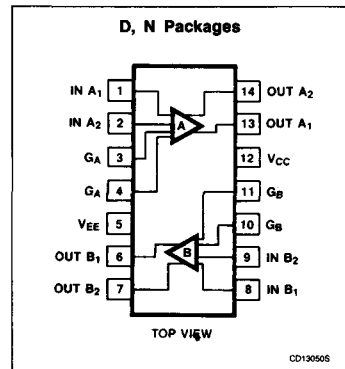 D, N Packages
IN A1 1
IN A2 2
GA 3
GA 4
VEE 5
OUT B1 6
OUT B2 7
14 OUT A2
13 OUT A1
12 VCC
11 GB
10 GB
9 IN B2
8 IN B1
A
B
TOP VIEW
CD13050S